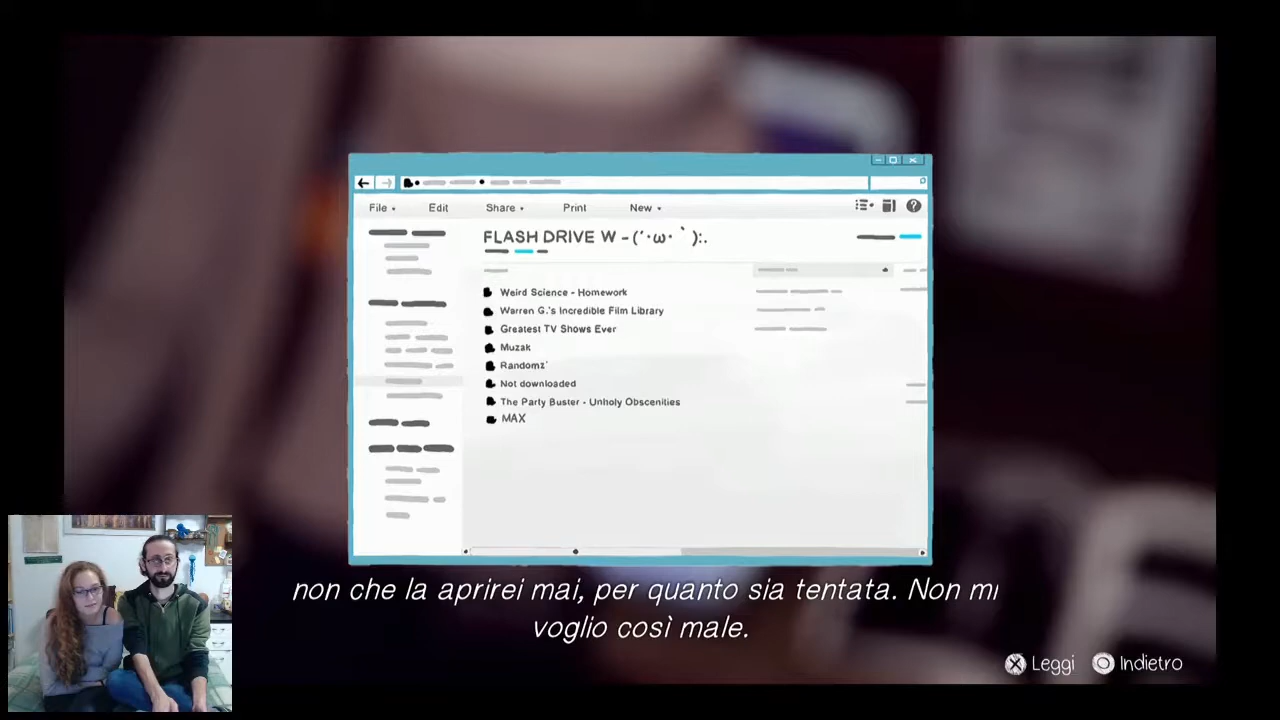 File
Edit
Share
Print
New
FLASH DRIVE W - (´・ω・｀):.
Weird Science - Homework
Warren G.'s Incredible Film Library
Greatest TV Shows Ever
Muzak
Randomz'
Not downloaded
The Party Buster - Unholy Obscenities
MAX
non che la aprirei mai, per quanto sia tentata. Non mi
voglio così male.
Leggi
Indietro